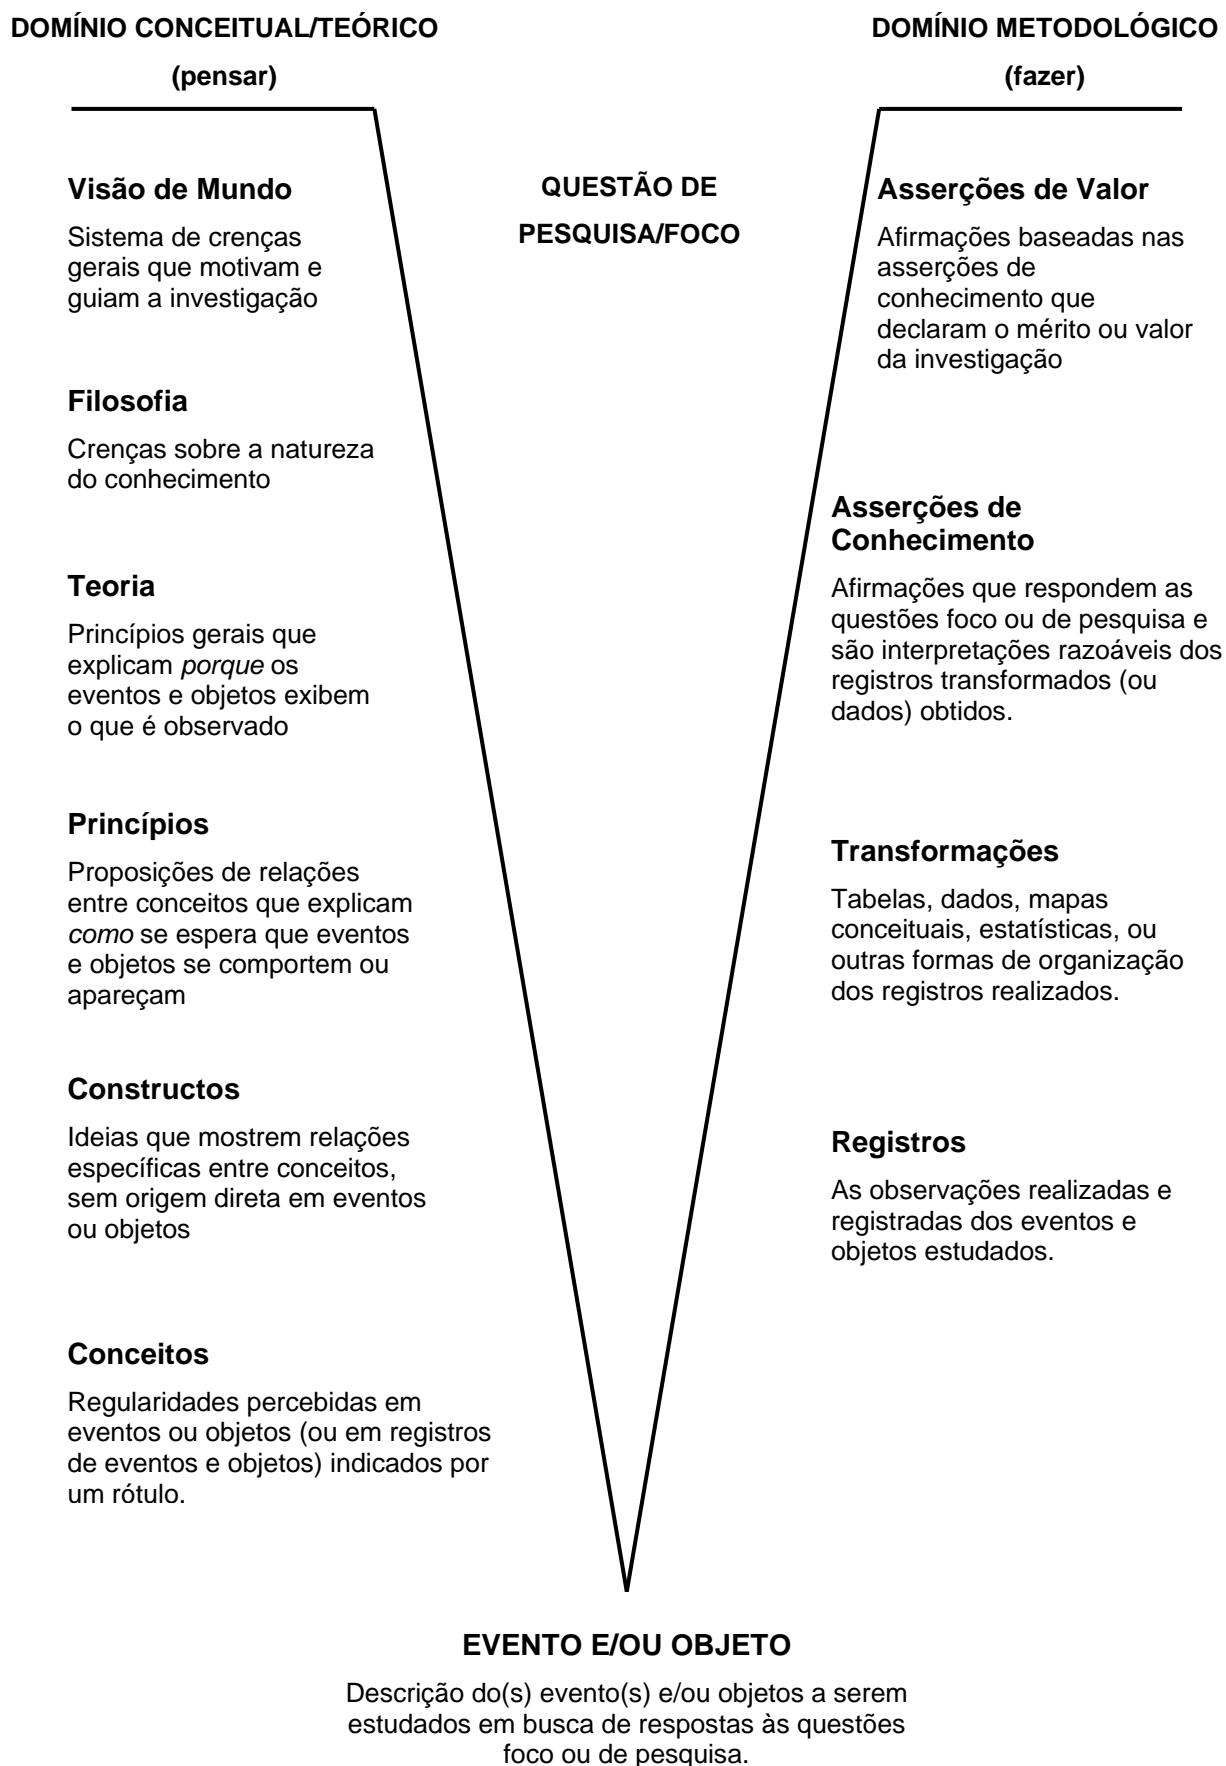 DOMÍNIO CONCEITUAL/TEÓRICO
(pensar)
Visão de Mundo
Sistema de crenças
gerais que motivam e
guiam a investigação
Filosofia
Crenças sobre a natureza
do conhecimento
Teoria
Princípios gerais que
explicam porque os
eventos e objetos exibem
o que é observado
Princípios
Proposições de relações
entre conceitos que explicam
como se espera que eventos
e objetos se comportem ou
apareçam
Constructos
Ideias que mostrem relações
específicas entre conceitos,
sem origem direta em eventos
ou objetos
Conceitos
Regularidades percebidas em
eventos ou objetos (ou em registros
de eventos e objetos) indicados por
um rótulo.
QUESTÃO DE
PESQUISA/FOCO
DOMÍNIO METODOLÓGICO
(fazer)
Asserções de Valor
Afirmações baseadas nas
asserções de
conhecimento que
declaram o mérito ou valor
da investigação
Asserções de
Conhecimento
Afirmações que respondem as
questões foco ou de pesquisa e
são interpretações razoáveis dos
registros transformados (ou
dados) obtidos.
Transformações
Tabelas, dados, mapas
conceituais, estatísticas, ou
outras formas de organização
dos registros realizados.
Registros
As observações realizadas e
registradas dos eventos e
objetos estudados.
EVENTO E/OU OBJETO
Descrição do(s) evento(s) e/ou objetos a serem
estudados em busca de respostas às questões
foco ou de pesquisa.